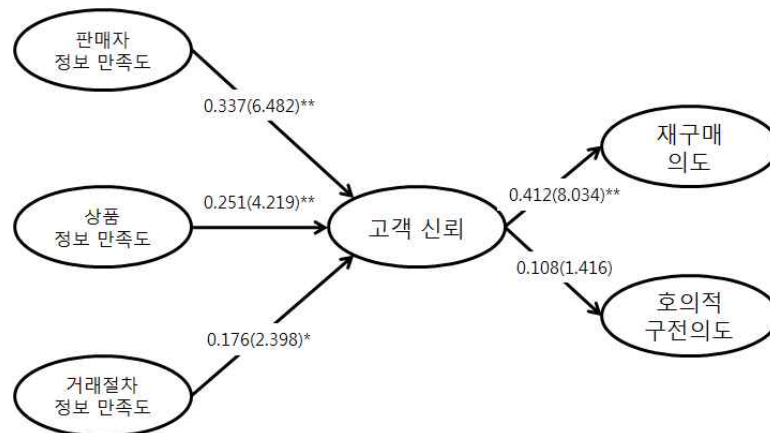 판매자
정보 만족도
0.337(6.482)**
재구매
의도
상품
정보 만족도
0.251(4.219)**
고객 신뢰
0.412(8.034)**
0.108(1.416)
호의적
구전의도
0.176(2.398)*
거래절차
정보 만족도